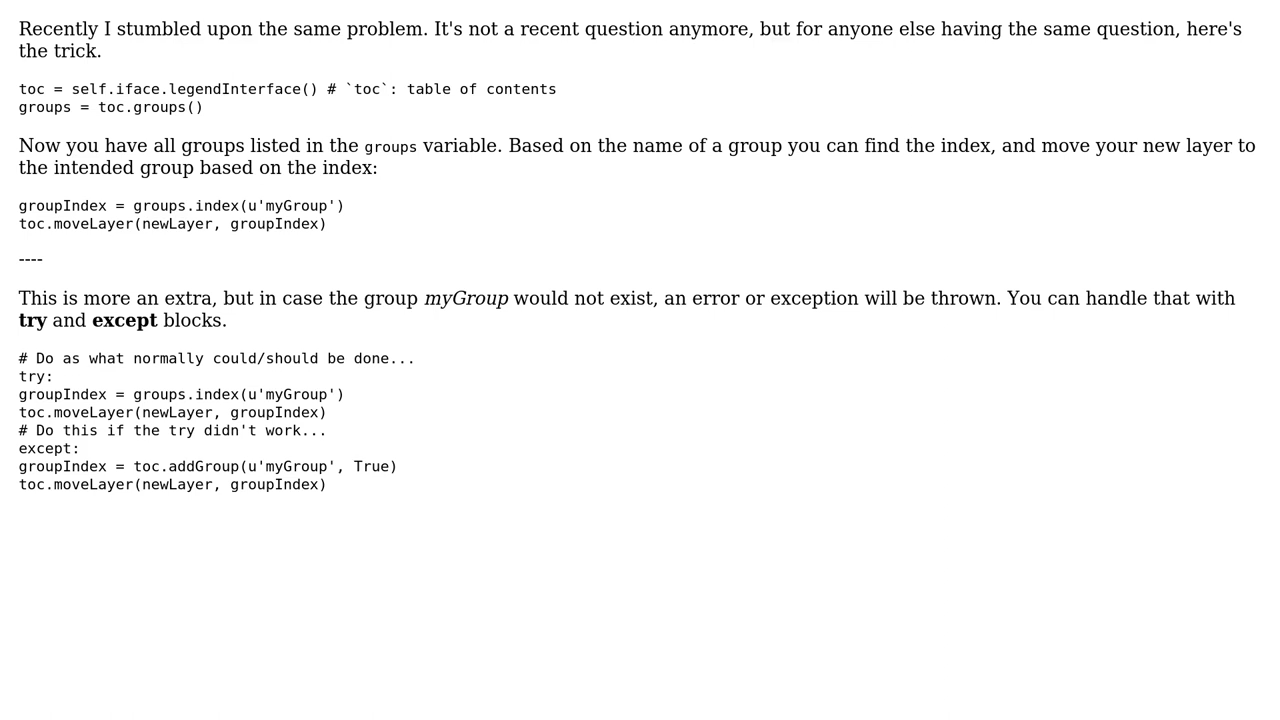 Recently I stumbled upon the same problem. It's not a recent question anymore, but for anyone else having the same question, here's
the trick.
toc = self.iface.legendInterface() # `toc`: table of contents
groups = toc.groups()
Now you have all groups listed in the groups variable. Based on the name of a group you can find the index, and move your new layer to
the intended group based on the index:
groupIndex = groups.index(u'myGroup')
toc.moveLayer(newLayer, groupIndex)
----
This is more an extra, but in case the group myGroup would not exist, an error or exception will be thrown. You can handle that with
try and except blocks.
# Do as what normally could/should be done...
try:
groupIndex = groups.index(u'myGroup')
toc.moveLayer(newLayer, groupIndex)
# Do this if the try didn't work...
except:
groupIndex = toc.addGroup(u'myGroup', True)
toc.moveLayer(newLayer, groupIndex)